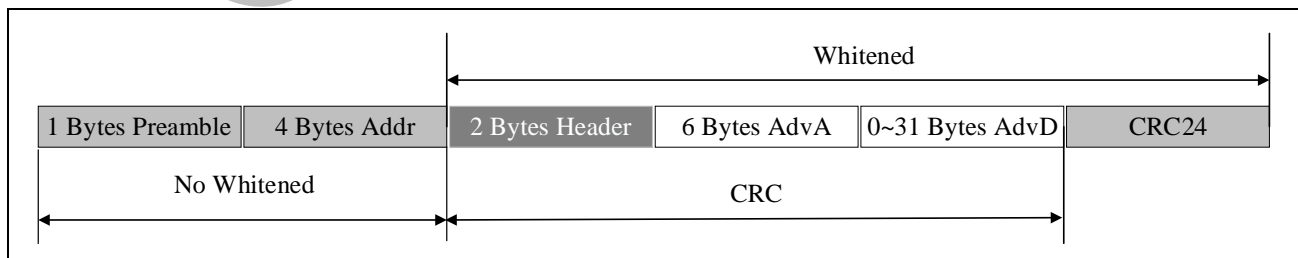 Whitened
1 Bytes Preamble
4 Bytes Addr
2 Bytes Header
6 Bytes AdvA
0~31 Bytes AdvD
CRC24
No Whitened
CRC